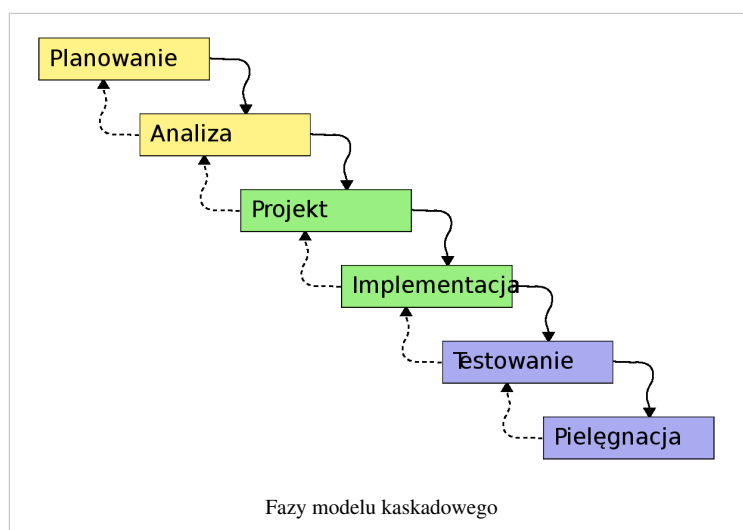 Planowanie
Analiza
Projekt
Implementacja
Testowanie
Pielęgnacja
Fazy modelu kaskadowego